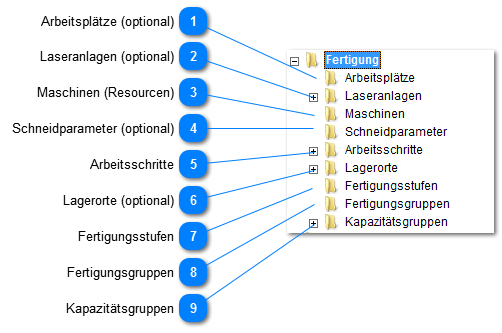 Arbeitsplätze (optional) 1
Laseranlagen (optional) 2
Maschinen (Resourcen) 3
Schneidparameter (optional) 4
Arbeitsschritte 5
Lagerorte (optional) 6
Fertigungsstufen 7
Fertigungsgruppen 8
Kapazitätsgruppen 9
Fertigung
Arbeitsplätze
Laseranlagen
Maschinen
Schneidparameter
Arbeitsschritte
Lagerorte
Fertigungsstufen
Fertigungsgruppen
Kapazitätsgruppen